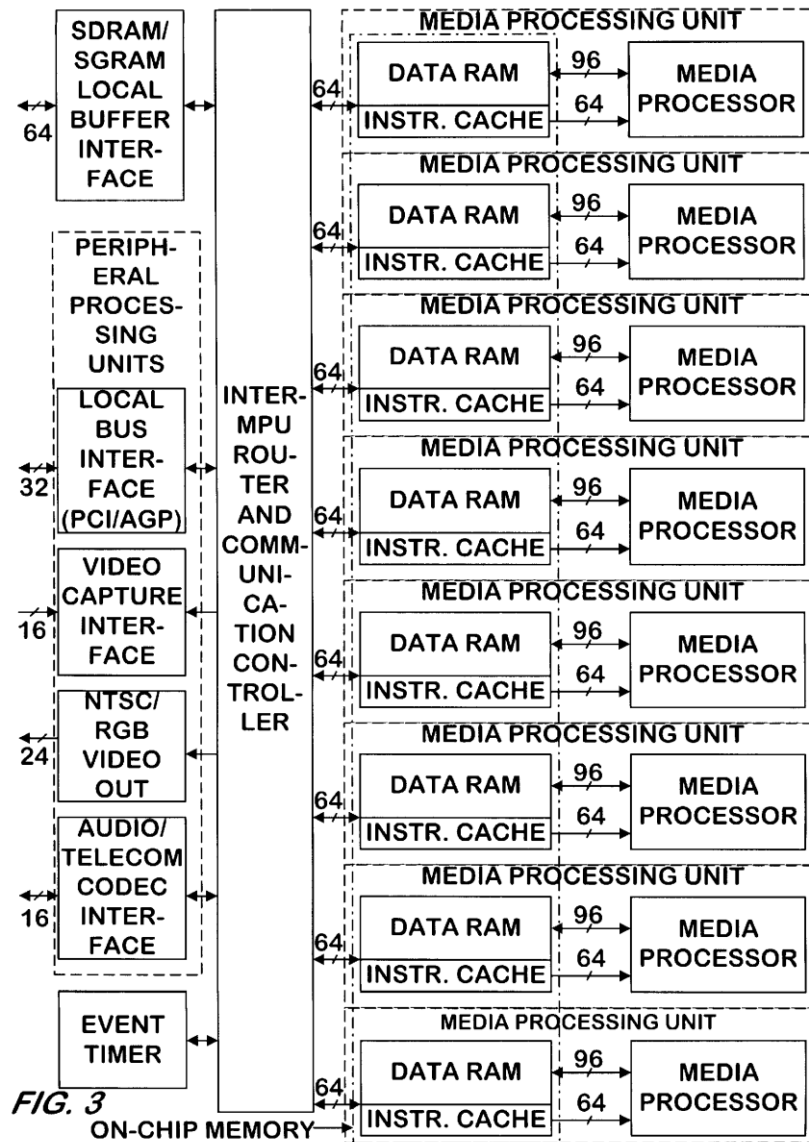 SDRAM/
SGRAM
LOCAL
BUFFER
INTER-
FACE
64
PERIPH-
ERAL
PROCES-
SING
UNITS
LOCAL
BUS
INTER-
FACE
(PCI/AGP)
32
VIDEO
CAPTURE
INTER-
FACE
16
NTSC/
RGB
VIDEO
OUT
24
AUDIO/
TELECOM
CODEC
INTER-
FACE
16
EVENT
TIMER
INTER-
MPU
ROU-
TER
AND
COMM-
UNI-
CA-
TION
CON-
TROL-
LER
MEDIA PROCESSING UNIT
64
DATA RAM
INSTR. CACHE
96
64
MEDIA
PROCESSOR
MEDIA PROCESSING UNIT
64
DATA RAM
INSTR. CACHE
96
64
MEDIA
PROCESSOR
MEDIA PROCESSING UNIT
64
DATA RAM
INSTR. CACHE
96
64
MEDIA
PROCESSOR
MEDIA PROCESSING UNIT
64
DATA RAM
INSTR. CACHE
96
64
MEDIA
PROCESSOR
MEDIA PROCESSING UNIT
64
DATA RAM
INSTR. CACHE
96
64
MEDIA
PROCESSOR
MEDIA PROCESSING UNIT
64
DATA RAM
INSTR. CACHE
96
64
MEDIA
PROCESSOR
MEDIA PROCESSING UNIT
64
DATA RAM
INSTR. CACHE
96
64
MEDIA
PROCESSOR
MEDIA PROCESSING UNIT
64
DATA RAM
INSTR. CACHE
96
64
MEDIA
PROCESSOR
FIG. 3
ON-CHIP MEMORY